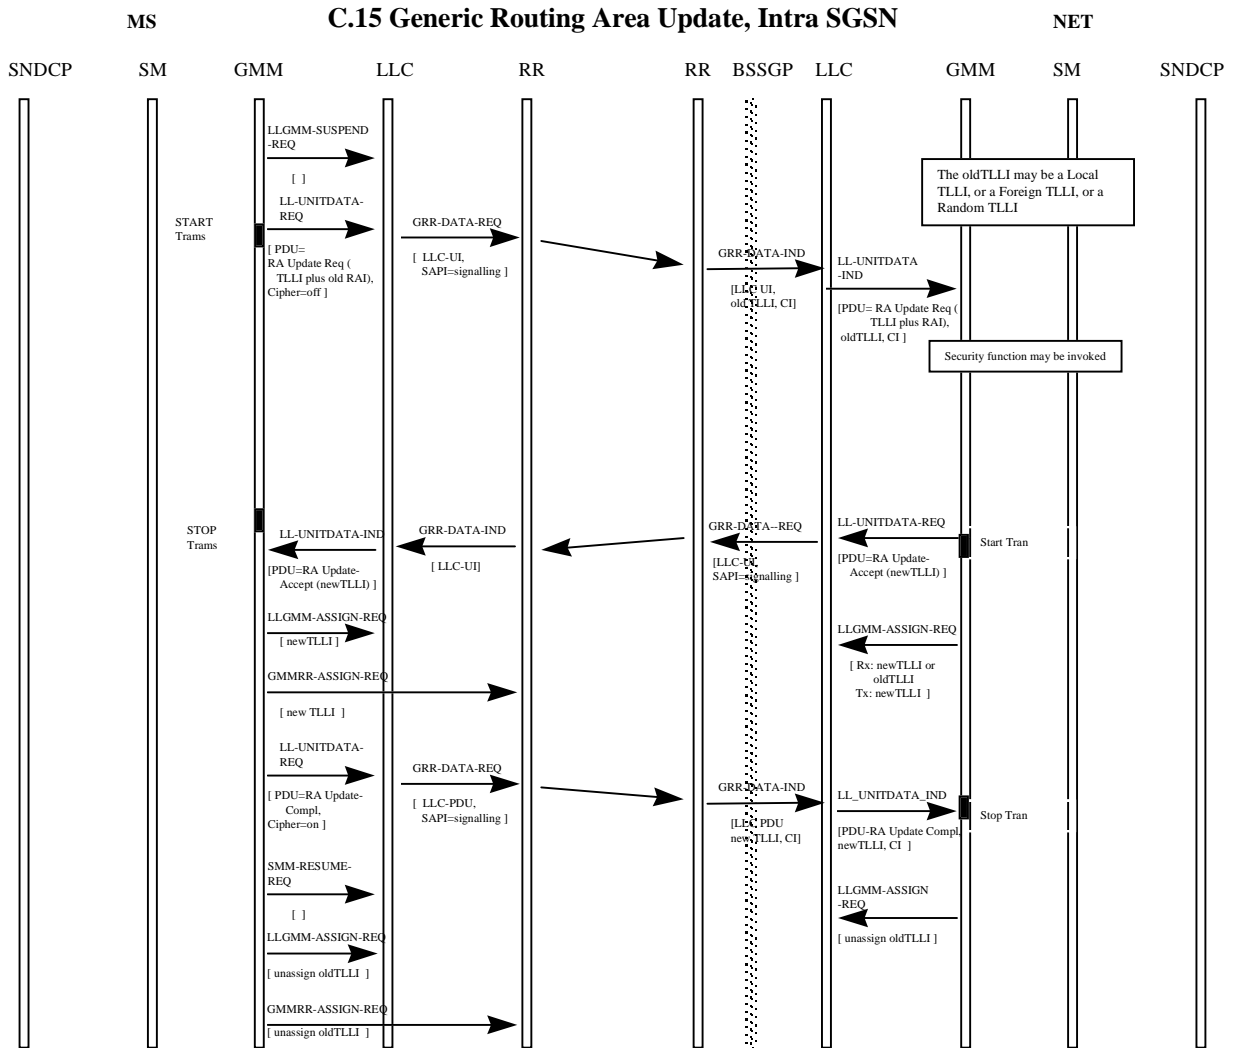 C.15 Generic Routing Area Update, Intra SGSN
MS
NET
SNDCP
SM
GMM
LLC
RR
RR
BSSGP
LLC
GMM
SM
SNDCP
LLGMM-SUSPEND
-REQ
[ ]
The oldTLLI may be a Local
TLLI, or a Foreign TLLI, or a
Random TLLI
START
Trams
LL-UNITDATA-
REQ
[ PDU=
RA Update Req (
TLLI plus old RAI),
Cipher=off ]
GRR-DATA-REQ
[ LLC-UI,
SAPI=signalling ]
GRR-DATA-IND
[LLC UI,
old TLLI, CI]
LL-UNITDATA
-IND
[PDU= RA Update Req (
TLLI plus RAI),
oldTLLI, CI ]
Security function may be invoked
STOP
Trams
LL-UNITDATA-IND
[PDU=RA Update-
Accept (newTLLI) ]
GRR-DATA-IND
[ LLC-UI]
GRR-DATA--REQ
[LLC-UI,
SAPI=signalling ]
LL-UNITDATA-REQ
[PDU=RA Update-
Accept (newTLLI) ]
Start Tran
LLGMM-ASSIGN-REQ
[ newTLLI ]
LLGMM-ASSIGN-REQ
[ Rx: newTLLI or
oldTLLI
Tx: newTLLI ]
GMMRR-ASSIGN-REQ
[ new TLLI ]
LL-UNITDATA-
REQ
[ PDU=RA Update-
Compl,
Cipher=on ]
GRR-DATA-REQ
[ LLC-PDU,
SAPI=signalling ]
GRR-DATA-IND
[LLC PDU
new TLLI, CI]
LL_UNITDATA_IND
[PDU-RA Update Compl,
newTLLI, CI ]
Stop Tran
SMM-RESUME-
REQ
[ ]
LLGMM-ASSIGN
-REQ
[ unassign oldTLLI ]
LLGMM-ASSIGN-REQ
[ unassign oldTLLI ]
GMMRR-ASSIGN-REQ
[ unassign oldTLLI ]